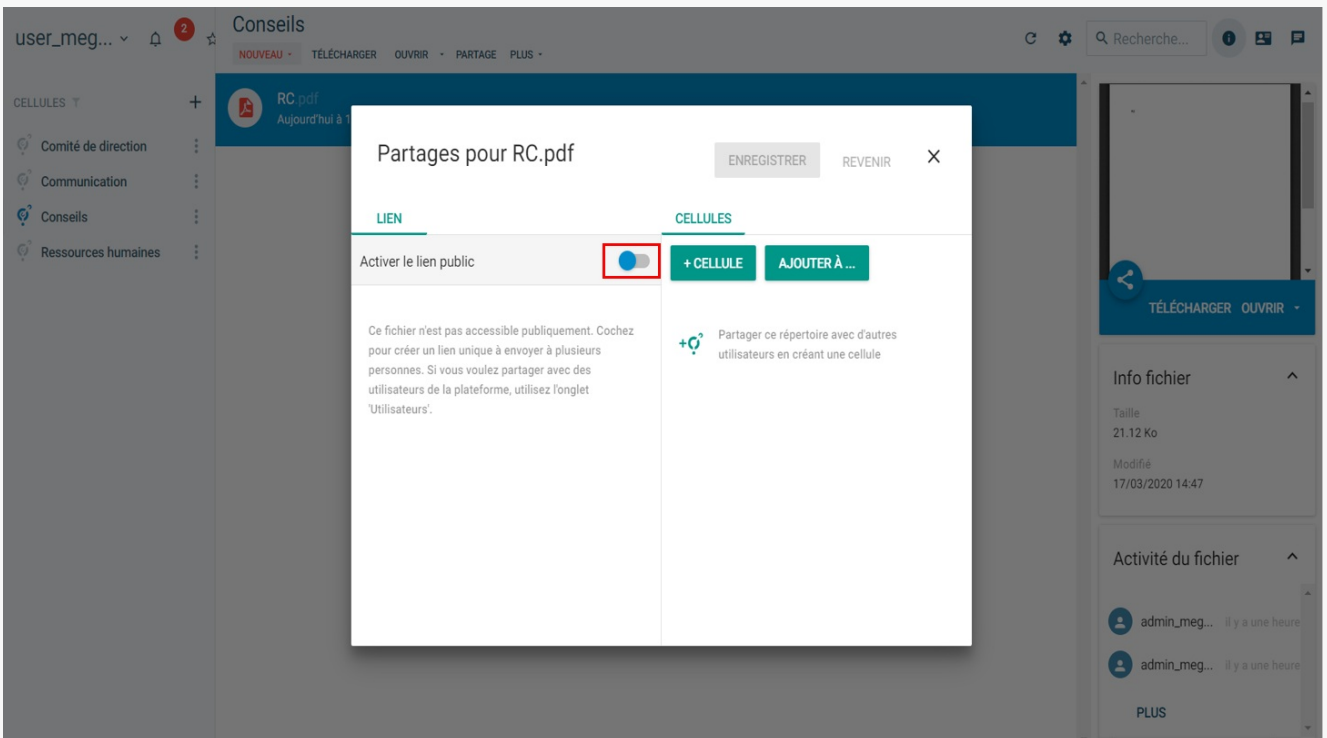 user_meg...
2
Conseils
NOUVEAU
TÉLÉCHARGER
OUVRIR
PARTAGE
PLUS
Recherche...
CELLULES
+
Comité de direction
Communication
Conseils
Ressources humaines
RC.pdf
Aujourd'hui à 1
Partages pour RC.pdf
ENREGISTRER
REVENIR
LIEN
CELLULES
Activer le lien public
+ CELLULE
AJOUTER À ...
Ce fichier n'est pas accessible publiquement. Cochez
pour créer un lien unique à envoyer à plusieurs
personnes. Si vous voulez partager avec des
utilisateurs de la plateforme, utilisez l'onglet
'Utilisateurs'.
Partager ce répertoire avec d'autres
utilisateurs en créant une cellule
TÉLÉCHARGER OUVRIR
Info fichier
Taille
21.12 Ko
Modifié
17/03/2020 14:47
Activité du fichier
admin_meg... il y a une heure
admin_meg... il y a une heure
PLUS